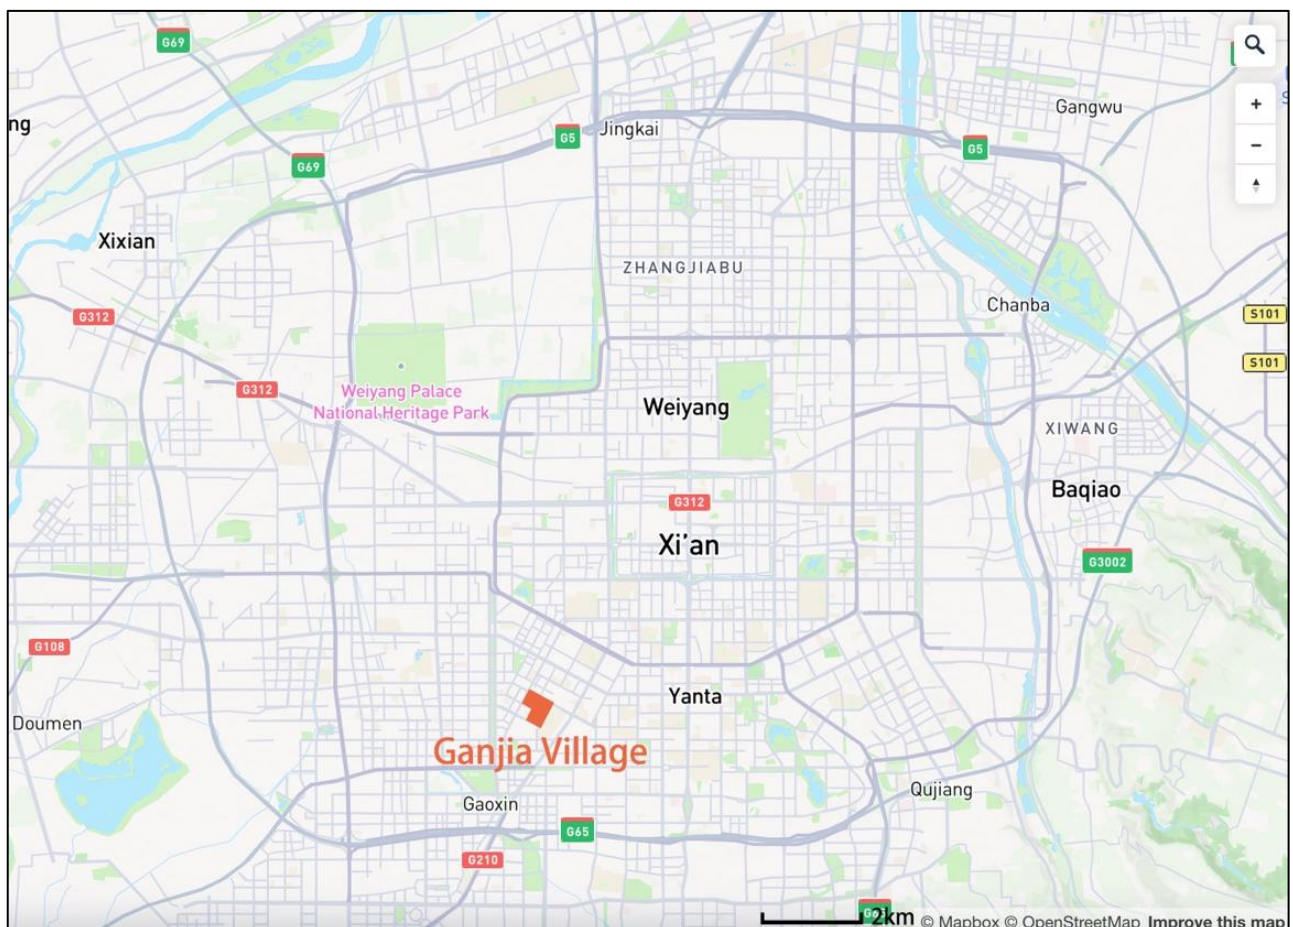 G69
ng
Jingkai
G5
Gangwu
G5
G69
Xixian
ZHANGJIABU
Chanba
G312
S101
S101
G312
Weiyang Palace
National Heritage Park
Weiyang
XIWANG
Baqiao
G312
Xi'an
G3002
G108
Yanta
Doumen
Ganjia Village
Qujiang
Gaoxin
G65
G210
2km
© Mapbox © OpenStreetMap Improve this map